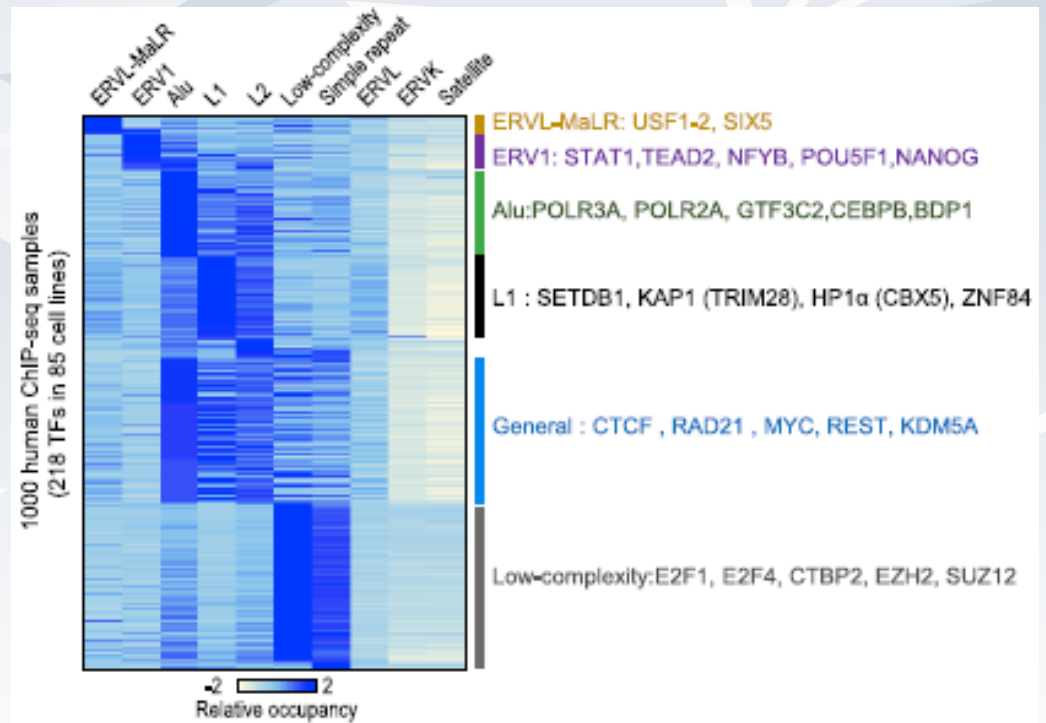 ERVL-MaLR
ERV1
Alu
L1
L2
Low-complexity
Simple repeat
ERVL
ERVK
Satellite
1000 human ChIP-seq samples
(218 TFs in 85 cell lines)
ERVL-MaLR: USF1-2, SIX5
ERV1: STAT1,TEAD2, NFYB, POU5F1,NANOG
Alu:POLR3A, POLR2A, GTF3C2,CEBPB,BDP1
L1 : SETDB1, KAP1 (TRIM28), HP1α (CBX5), ZNF84
General : CTCF , RAD21 , MYC, REST, KDM5A
Low-complexity:E2F1, E2F4, CTBP2, EZH2, SUZ12
-2 2
Relative occupancy